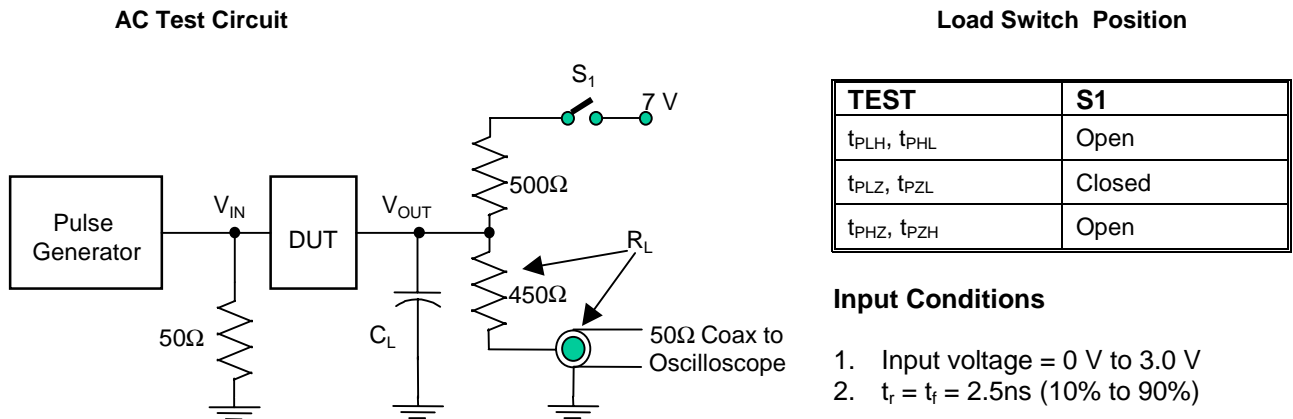 AC Test Circuit
Load Switch Position
S1
7 V
500Ω
Pulse
Generator
VIN
DUT
VOUT
RL
450Ω
50Ω
CL
50Ω Coax to
Oscilloscope
TEST S1
tPLH, tPHL Open
tPLZ, tPZL Closed
tPHZ, tPZH Open
Input Conditions
1. Input voltage = 0 V to 3.0 V
2. tr = tf = 2.5ns (10% to 90%)